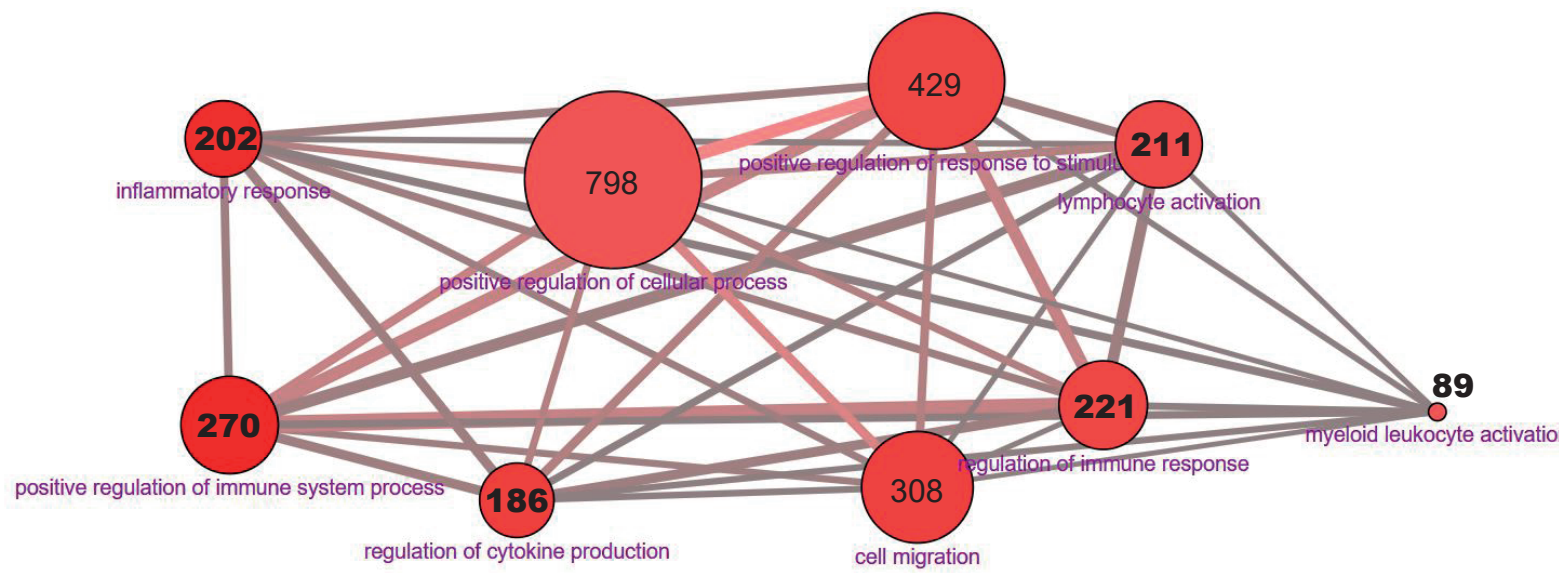 429
202
211
positive regulation of response to stimulu
798
inflammatory response
lymphocyte activation
positive regulation of cellular process
89
221
270
myeloid leukocyte activatio
regulation of immune response
positive regulation of immune system process
308
186
regulation of cytokine production
cell migration